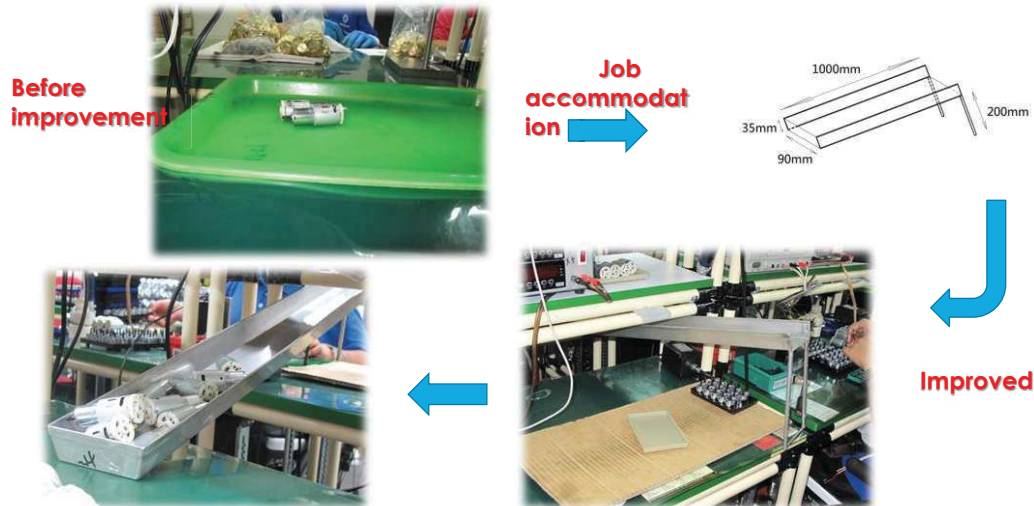 Before
improvement
Job
accommodat
ion
1000mm
200mm
35mm
90mm
Improved